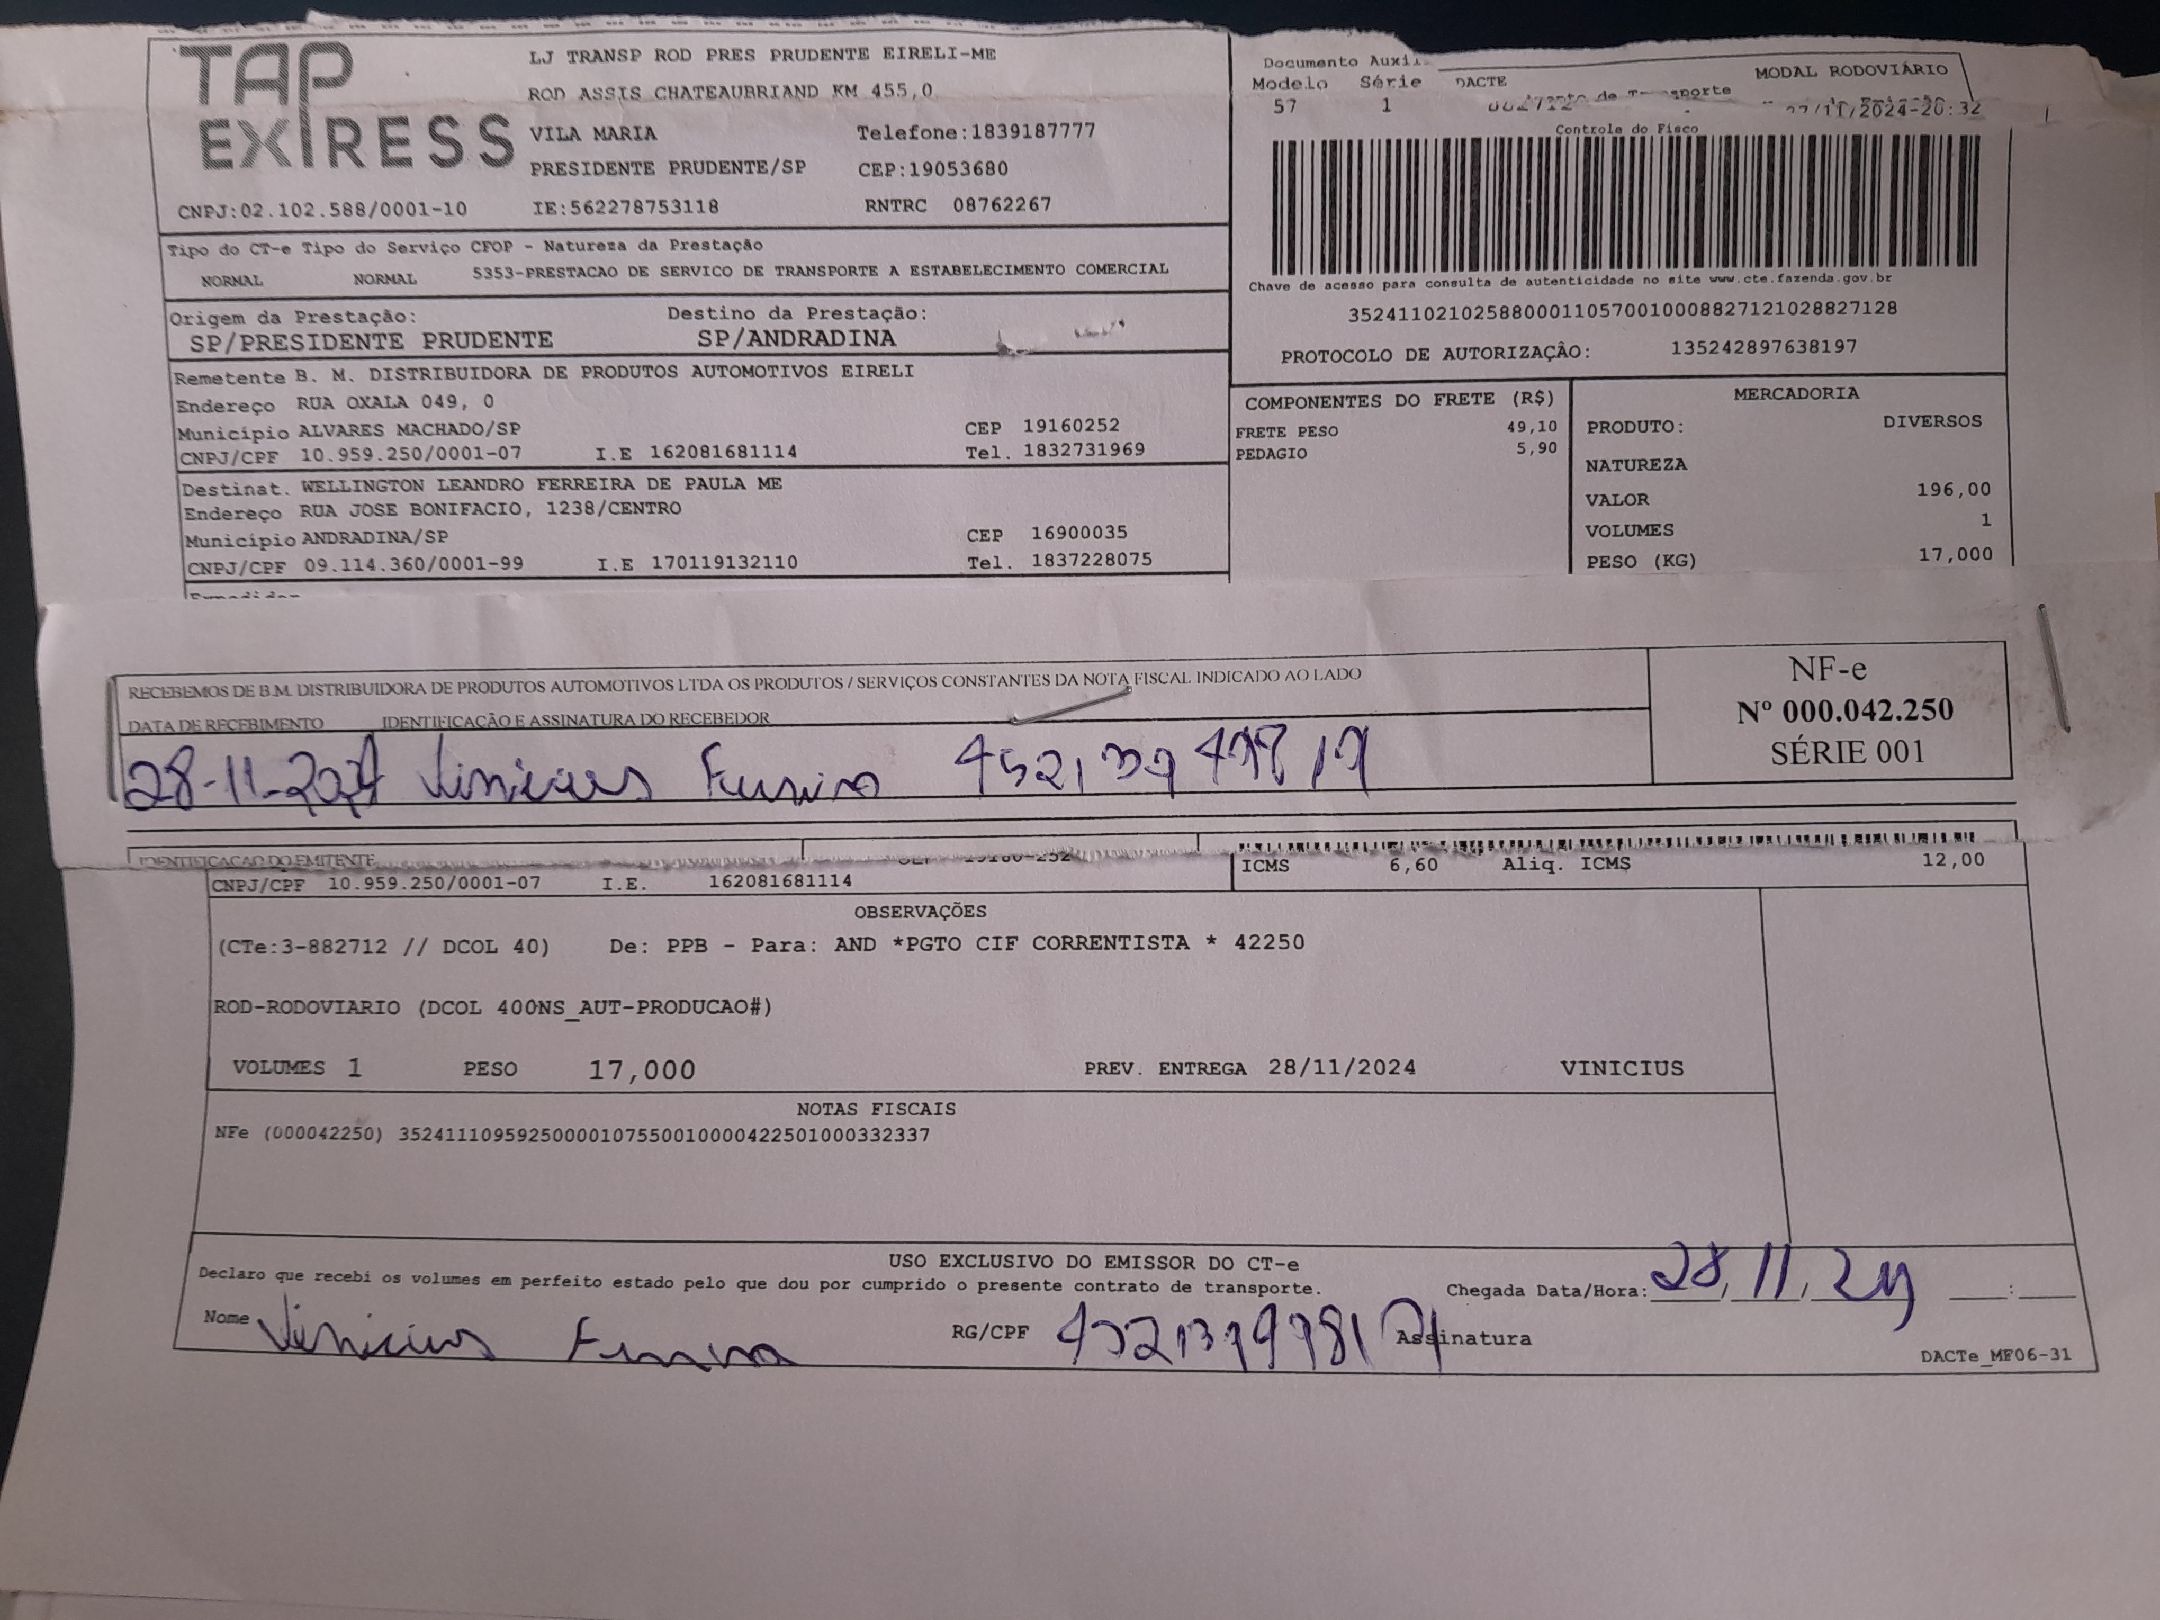 TAP
EXPRESS
LJ TRANSP ROD PRES PRUDENTE EIRELI-ME
ROD ASSIS CHATEAUBRIAND KM 455,0
VILA MARIA Telefone:1839187777
PRESIDENTE PRUDENTE/SP CEP:19053680
CNPJ:02.102.588/0001-10 IE:562278753118 RNTRC 08762267
Documento MODAL RODOVIÁRIO
Modelo Série DACTE
57 1 27/11/2024-20:32
Controle do Fisco
Chave de acesso para consulta de autenticidade no site www.cte.fazenda.gov.br
35241102102588000110570010008827121028827128
PROTOCOLO DE AUTORIZAÇÃO: 135242897638197
Tipo do CT-e Tipo do Serviço CFOP - Natureza da Prestação
NORMAL NORMAL 5353-PRESTACAO DE SERVICO DE TRANSPORTE A ESTABELECIMENTO COMERCIAL
Origem da Prestação: Destino da Prestação:
SP/PRESIDENTE PRUDENTE SP/ANDRADINA
Remetente B. M. DISTRIBUIDORA DE PRODUTOS AUTOMOTIVOS EIRELI
Endereço RUA OXALA 049, 0
Município ALVARES MACHADO/SP CEP 19160252
CNPJ/CPF 10.959.250/0001-07 I.E 162081681114 Tel. 1832731969
Destinat. WELLINGTON LEANDRO FERREIRA DE PAULA ME
Endereço RUA JOSE BONIFACIO, 1238/CENTRO
Município ANDRADINA/SP CEP 16900035
CNPJ/CPF 09.114.360/0001-99 I.E 170119132110 Tel. 1837228075
COMPONENTES DO FRETE (R$)
FRETE PESO 49,10
PEDAGIO 5,90
MERCADORIA
PRODUTO: DIVERSOS
NATUREZA
VALOR 196,00
VOLUMES 1
PESO (KG) 17,000
RECEBEMOS DE B.M. DISTRIBUIDORA DE PRODUTOS AUTOMOTIVOS LTDA OS PRODUTOS / SERVIÇOS CONSTANTES DA NOTA FISCAL INDICADO AO LADO
DATA DE RECEBIMENTO IDENTIFICAÇÃO E ASSINATURA DO RECEBEDOR
28-11-2024 Vinicius
NF-e
Nº 000.042.250
SÉRIE 001
IDENTIFICAÇÃO DO EMITENTE
CNPJ/CPF 10.959.250/0001-07 I.E. 162081681114
ICMS 6,60 Aliq. ICMS 12,00
OBSERVAÇÕES
(CTe:3-882712 // DCOL 40) De: PPB - Para: AND *PGTO CIF CORRENTISTA * 42250
ROD-RODOVIARIO (DCOL 400NS_AUT-PRODUCAO#)
VOLUMES 1 PESO 17,000 PREV. ENTREGA 28/11/2024 VINICIUS
NOTAS FISCAIS
NFe (000042250) 35241110959250000107550010000422501000332337
USO EXCLUSIVO DO EMISSOR DO CT-e
Declaro que recebi os volumes em perfeito estado pelo que dou por cumprido o presente contrato de transporte.
Chegada Data/Hora: 28/11/24 :
Nome Vinicius RG/CPF Assinatura
DACTe_MF06-31